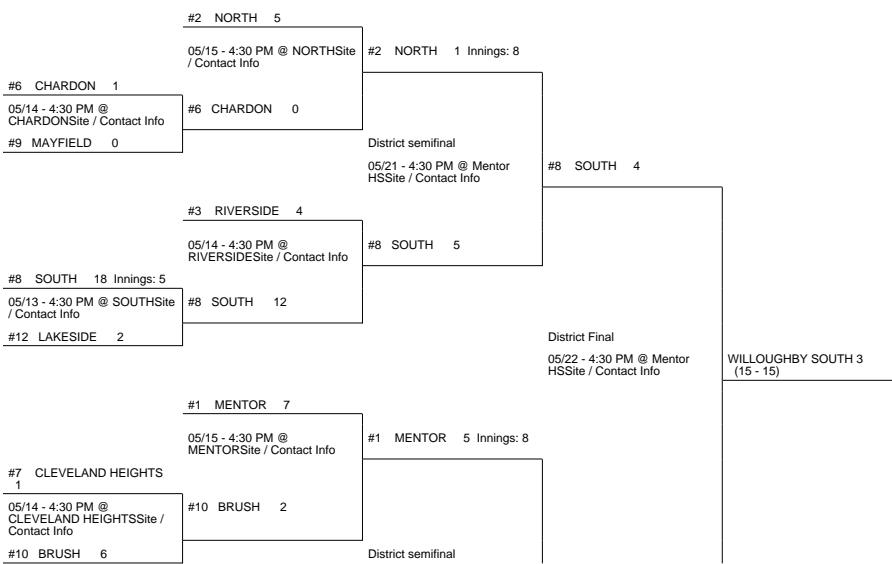 #2 NORTH 5
05/15 - 4:30 PM @ NORTHSite
/ Contact Info
#2 NORTH 1 Innings: 8
#6 CHARDON 1
05/14 - 4:30 PM @
CHARDONSite / Contact Info
#6 CHARDON 0
#9 MAYFIELD 0
District semifinal
05/21 - 4:30 PM @ Mentor
HSSite / Contact Info
#8 SOUTH 4
#3 RIVERSIDE 4
05/14 - 4:30 PM @
RIVERSIDESite / Contact Info
#8 SOUTH 5
#8 SOUTH 18 Innings: 5
05/13 - 4:30 PM @ SOUTHSite
/ Contact Info
#8 SOUTH 12
#12 LAKESIDE 2
District Final
05/22 - 4:30 PM @ Mentor
HSSite / Contact Info
WILLOUGHBY SOUTH 3
(15 - 15)
#1 MENTOR 7
05/15 - 4:30 PM @
MENTORSite / Contact Info
#1 MENTOR 5 Innings: 8
#7 CLEVELAND HEIGHTS
1
05/14 - 4:30 PM @
CLEVELAND HEIGHTSSite /
Contact Info
#10 BRUSH 2
#10 BRUSH 6
District semifinal